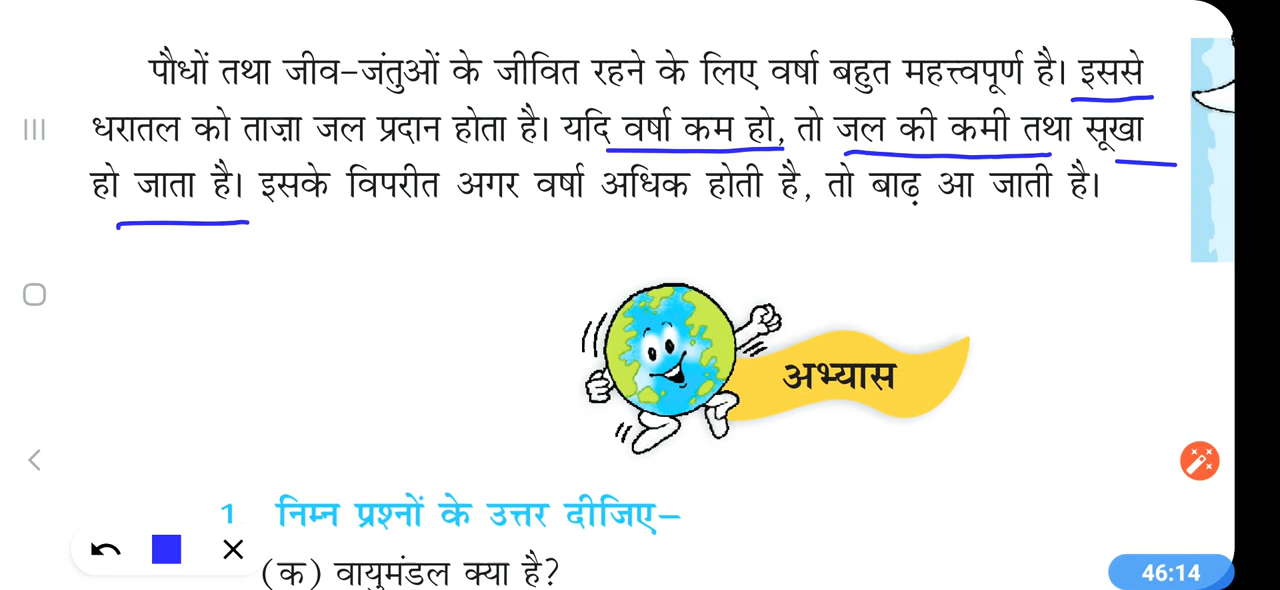 पौधों तथा जीव-जंतुओं के जीवित रहने के लिए वर्षा बहुत महत्त्वपूर्ण है। इससे
धरातल को ताज़ा जल प्रदान होता है। यदि वर्षा कम हो, तो जल की कमी तथा सूखा
हो जाता है। इसके विपरीत अगर वर्षा अधिक होती है, तो बाढ़ आ जाती है।
अभ्यास
1 निम्न प्रश्नों के उत्तर दीजिए–
(क) वायुमंडल क्या है?
46:14